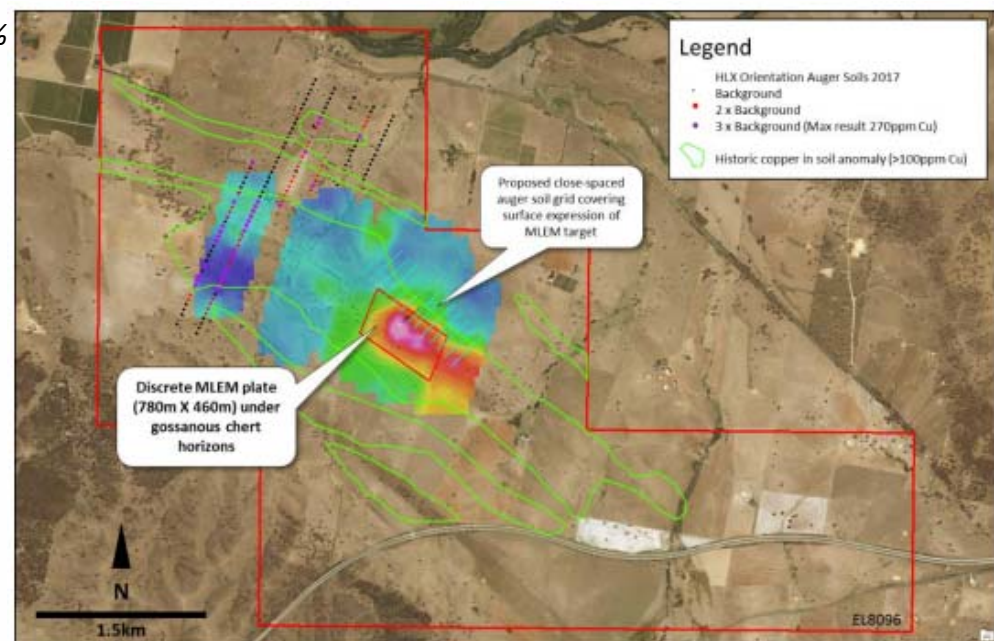 %
Legend
HLX Orientation Auger Soils 2017
Background
2 x Background
3 x Background (Max result 270ppm Cu)
Historic copper in soil anomaly (>100ppm Cu)
Proposed close-spaced
auger soil grid covering
surface expression of
MLEM target
Discrete MLEM plate
(780m X 460m) under
gossanous chert
horizons
N
1.5km
EL8096